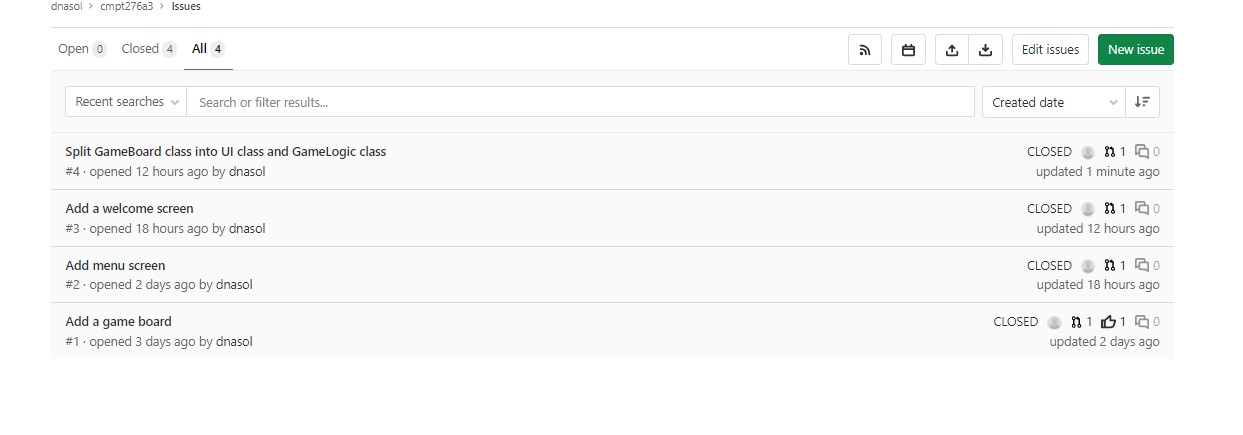 dnasol > cmpt276a3 > Issues
Open 0 Closed 4 All 4 Edit issues New issue
Recent searches Search or filter results... Created date
Split GameBoard class into UI class and GameLogic class CLOSED 1 0
#4 · opened 12 hours ago by dnasol updated 1 minute ago
Add a welcome screen CLOSED 1 0
#3 · opened 18 hours ago by dnasol updated 12 hours ago
Add menu screen CLOSED 1 0
#2 · opened 2 days ago by dnasol updated 18 hours ago
Add a game board CLOSED 1 1 0
#1 · opened 3 days ago by dnasol updated 2 days ago